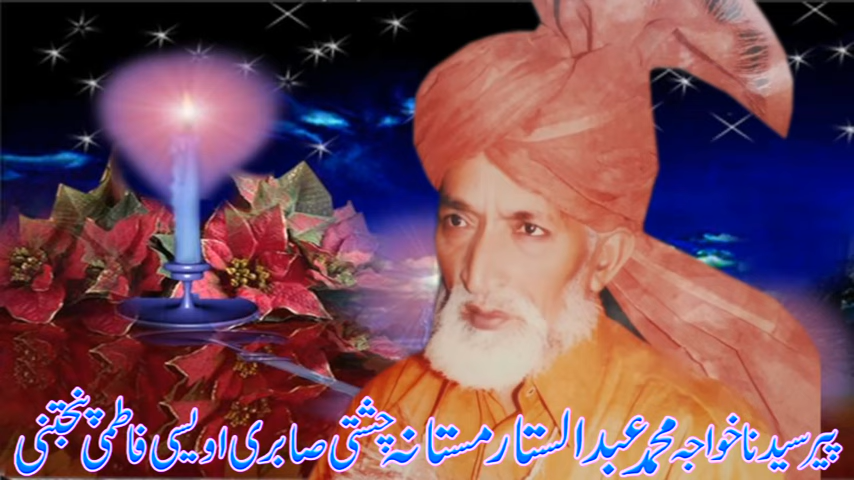 پیر سیدنا خواجہ محمد عبدالستار مستانہ چشتی صابری اویسی فاطمی پنجتنی